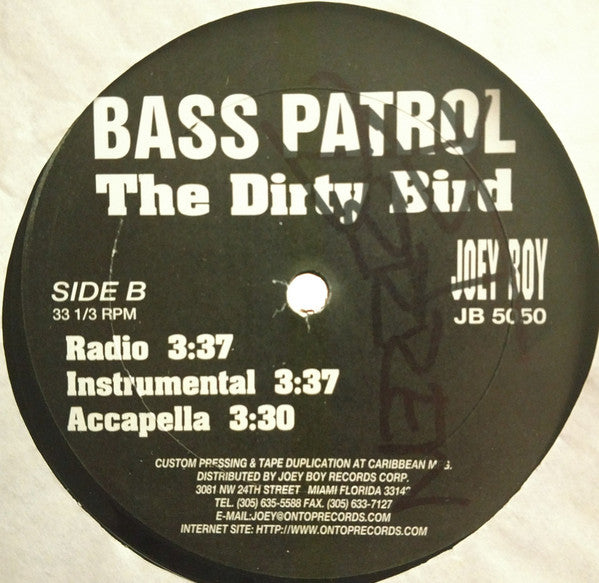 BASS PATROL
The Dirty Bird
SIDE B
33 1/3 RPM
JOEY BOY
JB 5050
Radio 3:37
Instrumental 3:37
Accapella 3:30
CUSTOM PRESSING & TAPE DUPLICATION AT CARIBBEAN
DISTRIBUTED BY JOEY BOY RECORDS CORP.
3081 NW 24TH STREET MIAMI FLORIDA
TEL. (305) 635-5588 FAX. (305) 633-7127
E-MAIL:JOEY@ONTOPRECORDS.COM
INTERNET SITE: HTTP://WWW.ONTOPRECORDS.COM